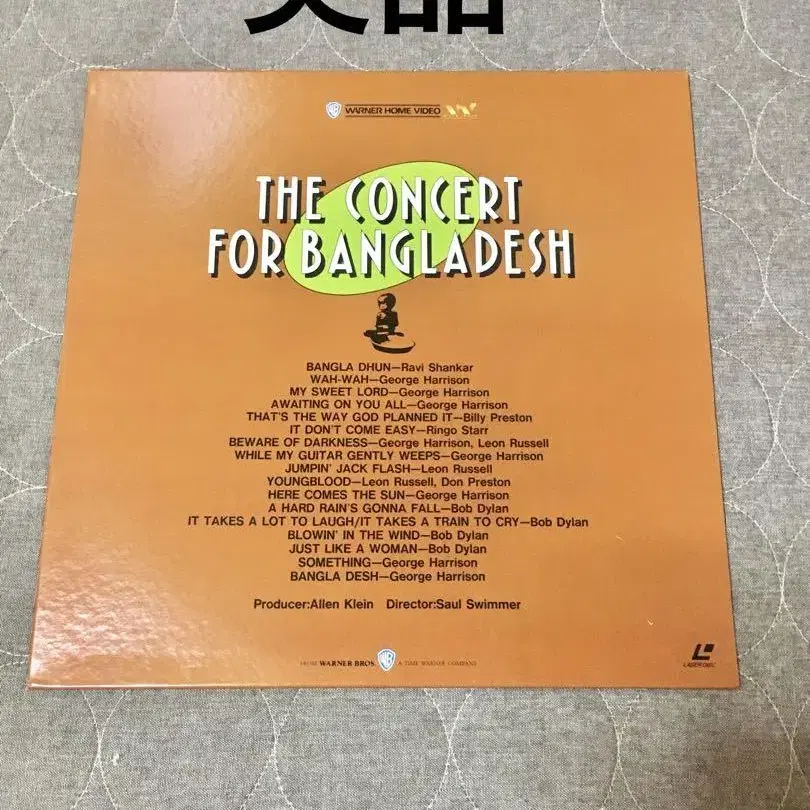 美品
WB WARNER HOME VIDEO
THE CONCERT
FOR BANGLADESH
BANGLA DHUN—Ravi Shankar
WAH-WAH—George Harrison
MY SWEET LORD—George Harrison
AWAITING ON YOU ALL—George Harrison
THAT'S THE WAY GOD PLANNED IT—Billy Preston
IT DON'T COME EASY—Ringo Starr
BEWARE OF DARKNESS—George Harrison, Leon Russell
WHILE MY GUITAR GENTLY WEEPS—George Harrison
JUMPIN' JACK FLASH—Leon Russell
YOUNGBLOOD—Leon Russell, Don Preston
HERE COMES THE SUN—George Harrison
A HARD RAIN'S GONNA FALL—Bob Dylan
IT TAKES A LOT TO LAUGH/IT TAKES A TRAIN TO CRY—Bob Dylan
BLOWIN' IN THE WIND—Bob Dylan
JUST LIKE A WOMAN—Bob Dylan
SOMETHING—George Harrison
BANGLA DESH—George Harrison
Producer:Allen Klein Director:Saul Swimmer
FROM WARNER BROS. WB A TIME WARNER COMPANY
LASERDISC